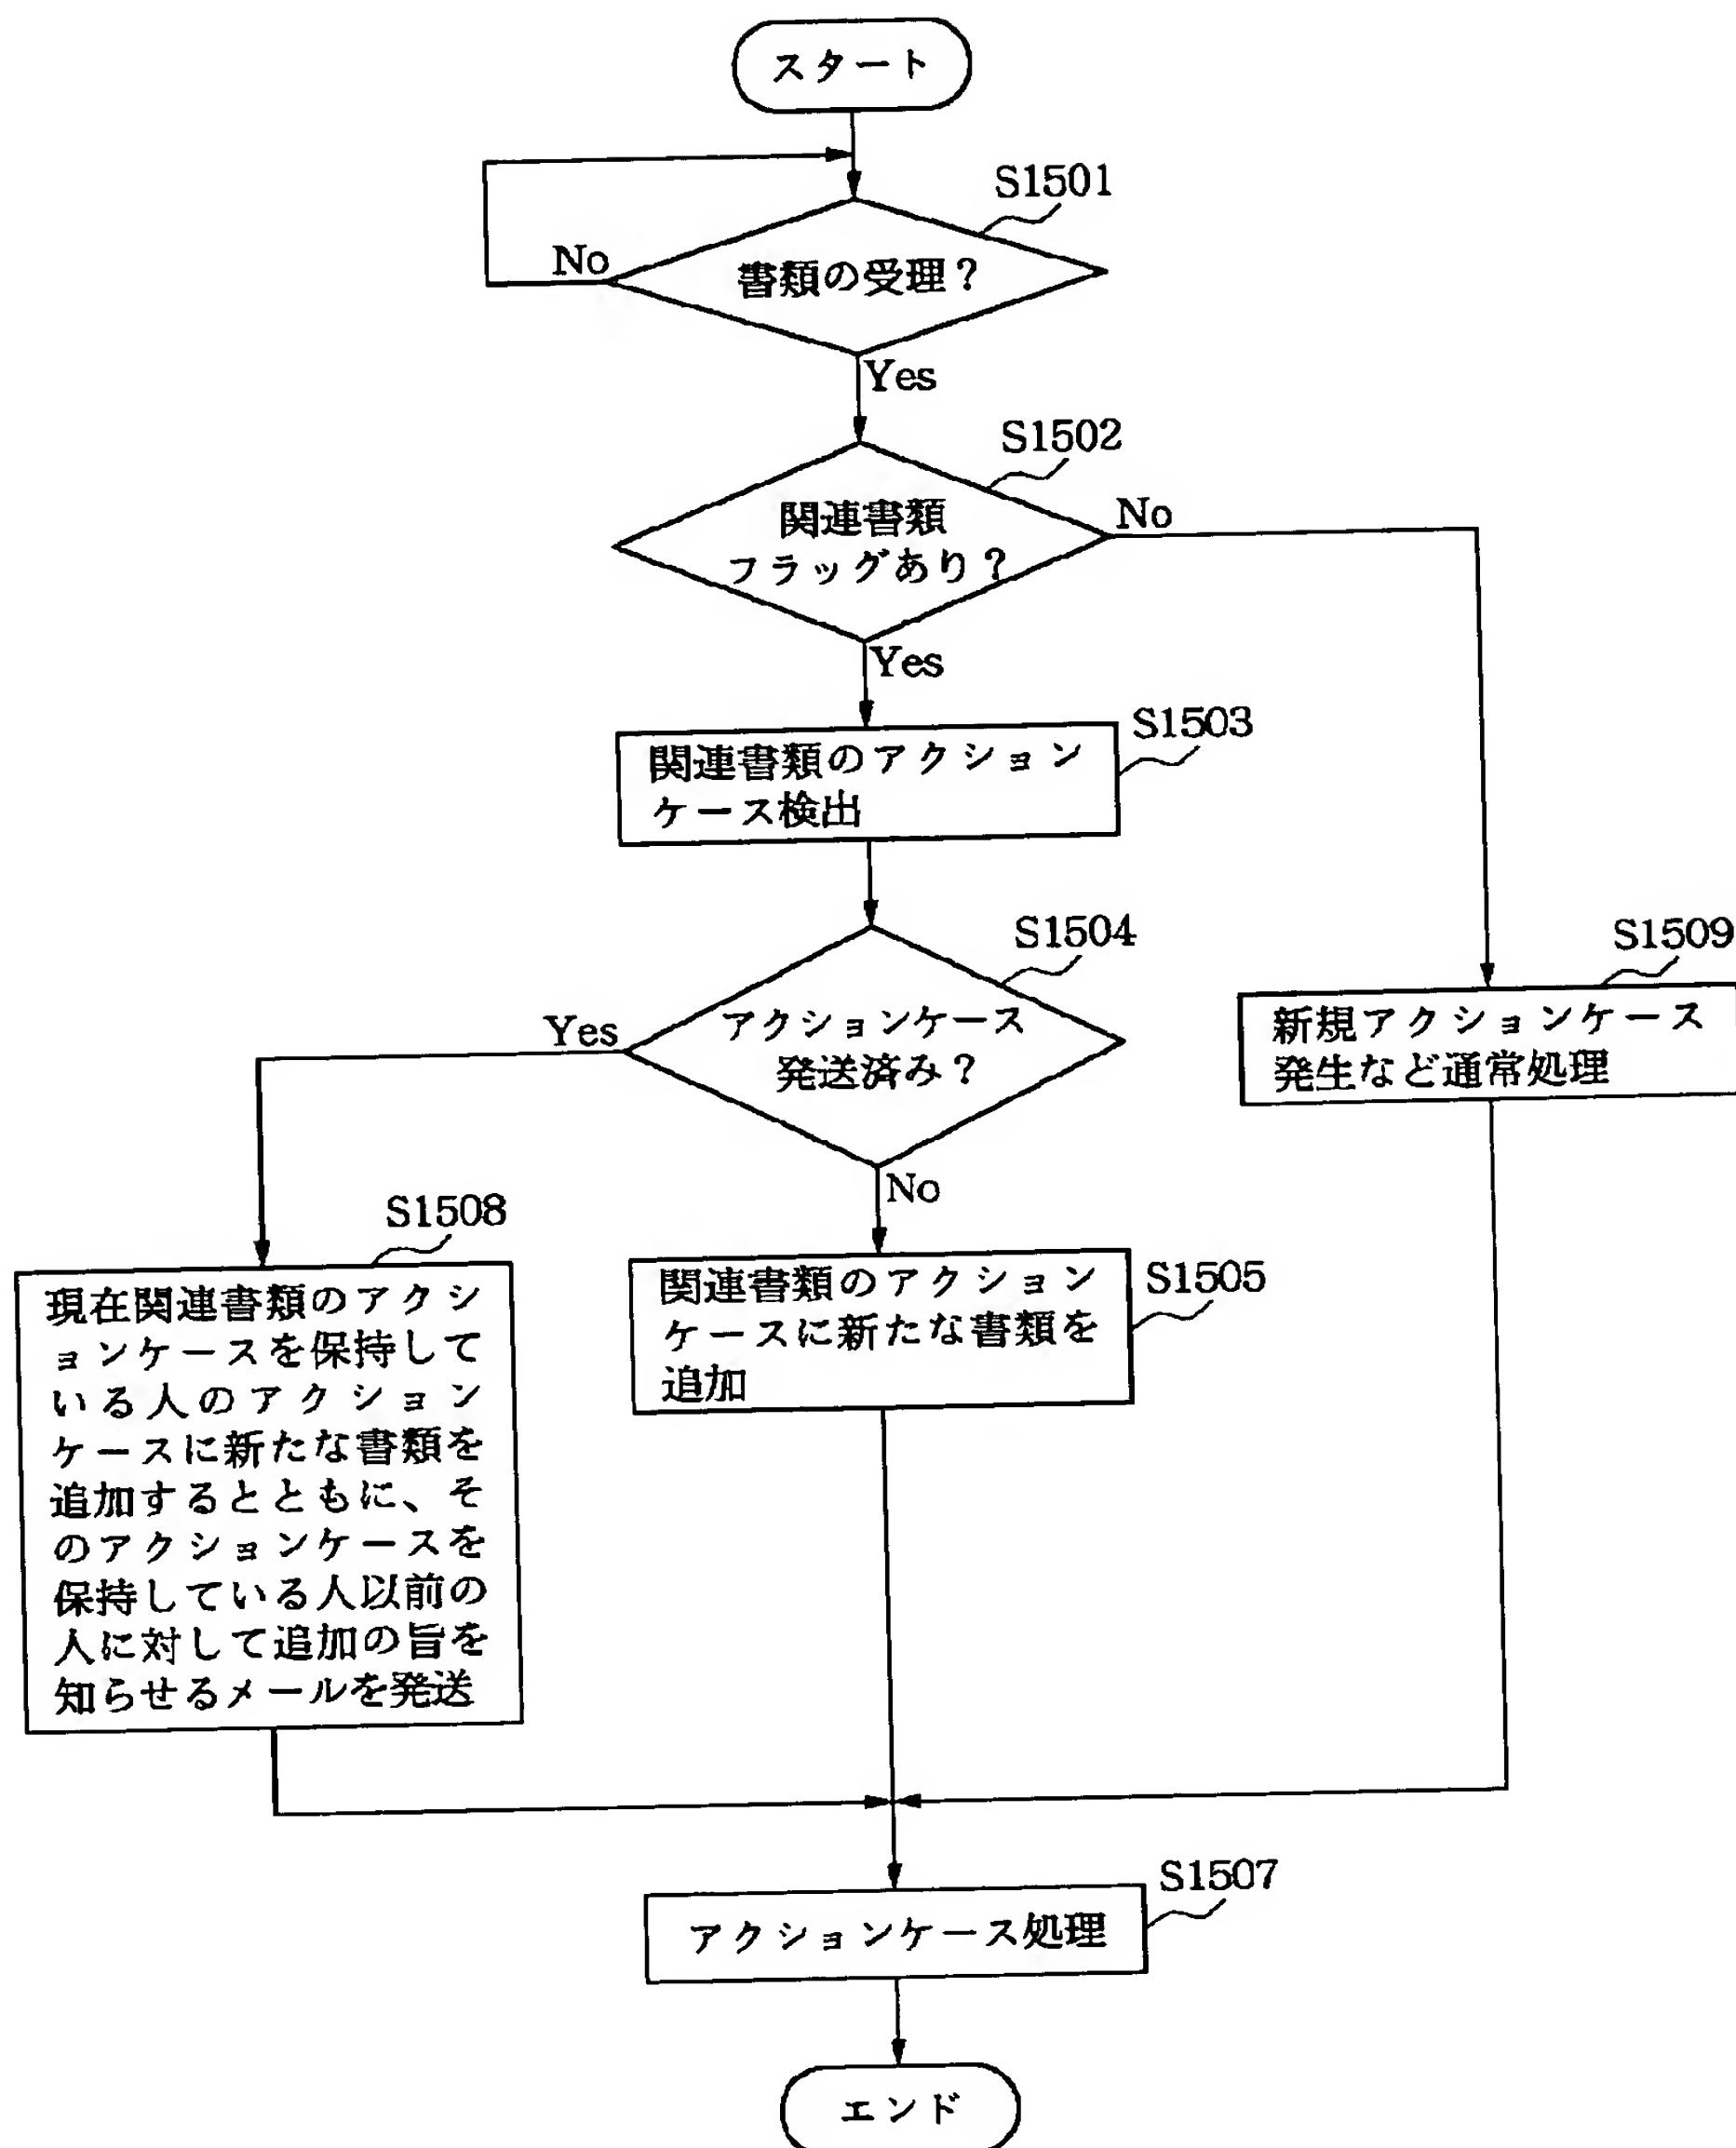 スタート
S1501
No
書類の受理？
Yes
S1502
関連書類
フラッグあり？
No
Yes
S1503
関連書類のアクション
ケース検出
S1504
アクションケース
発送済み？
Yes
No
S1509
新規アクションケース
発生など通常処理
S1508
現在関連書類のアクシ
ョンケースを保持して
いる人のアクション
ケースに新たな書類を
追加するとともに、そ
のアクションケースを
保持している人以前の
人に対して追加の旨を
知らせるメールを発送
S1505
関連書類のアクション
ケースに新たな書類を
追加
S1507
アクションケース処理
エンド